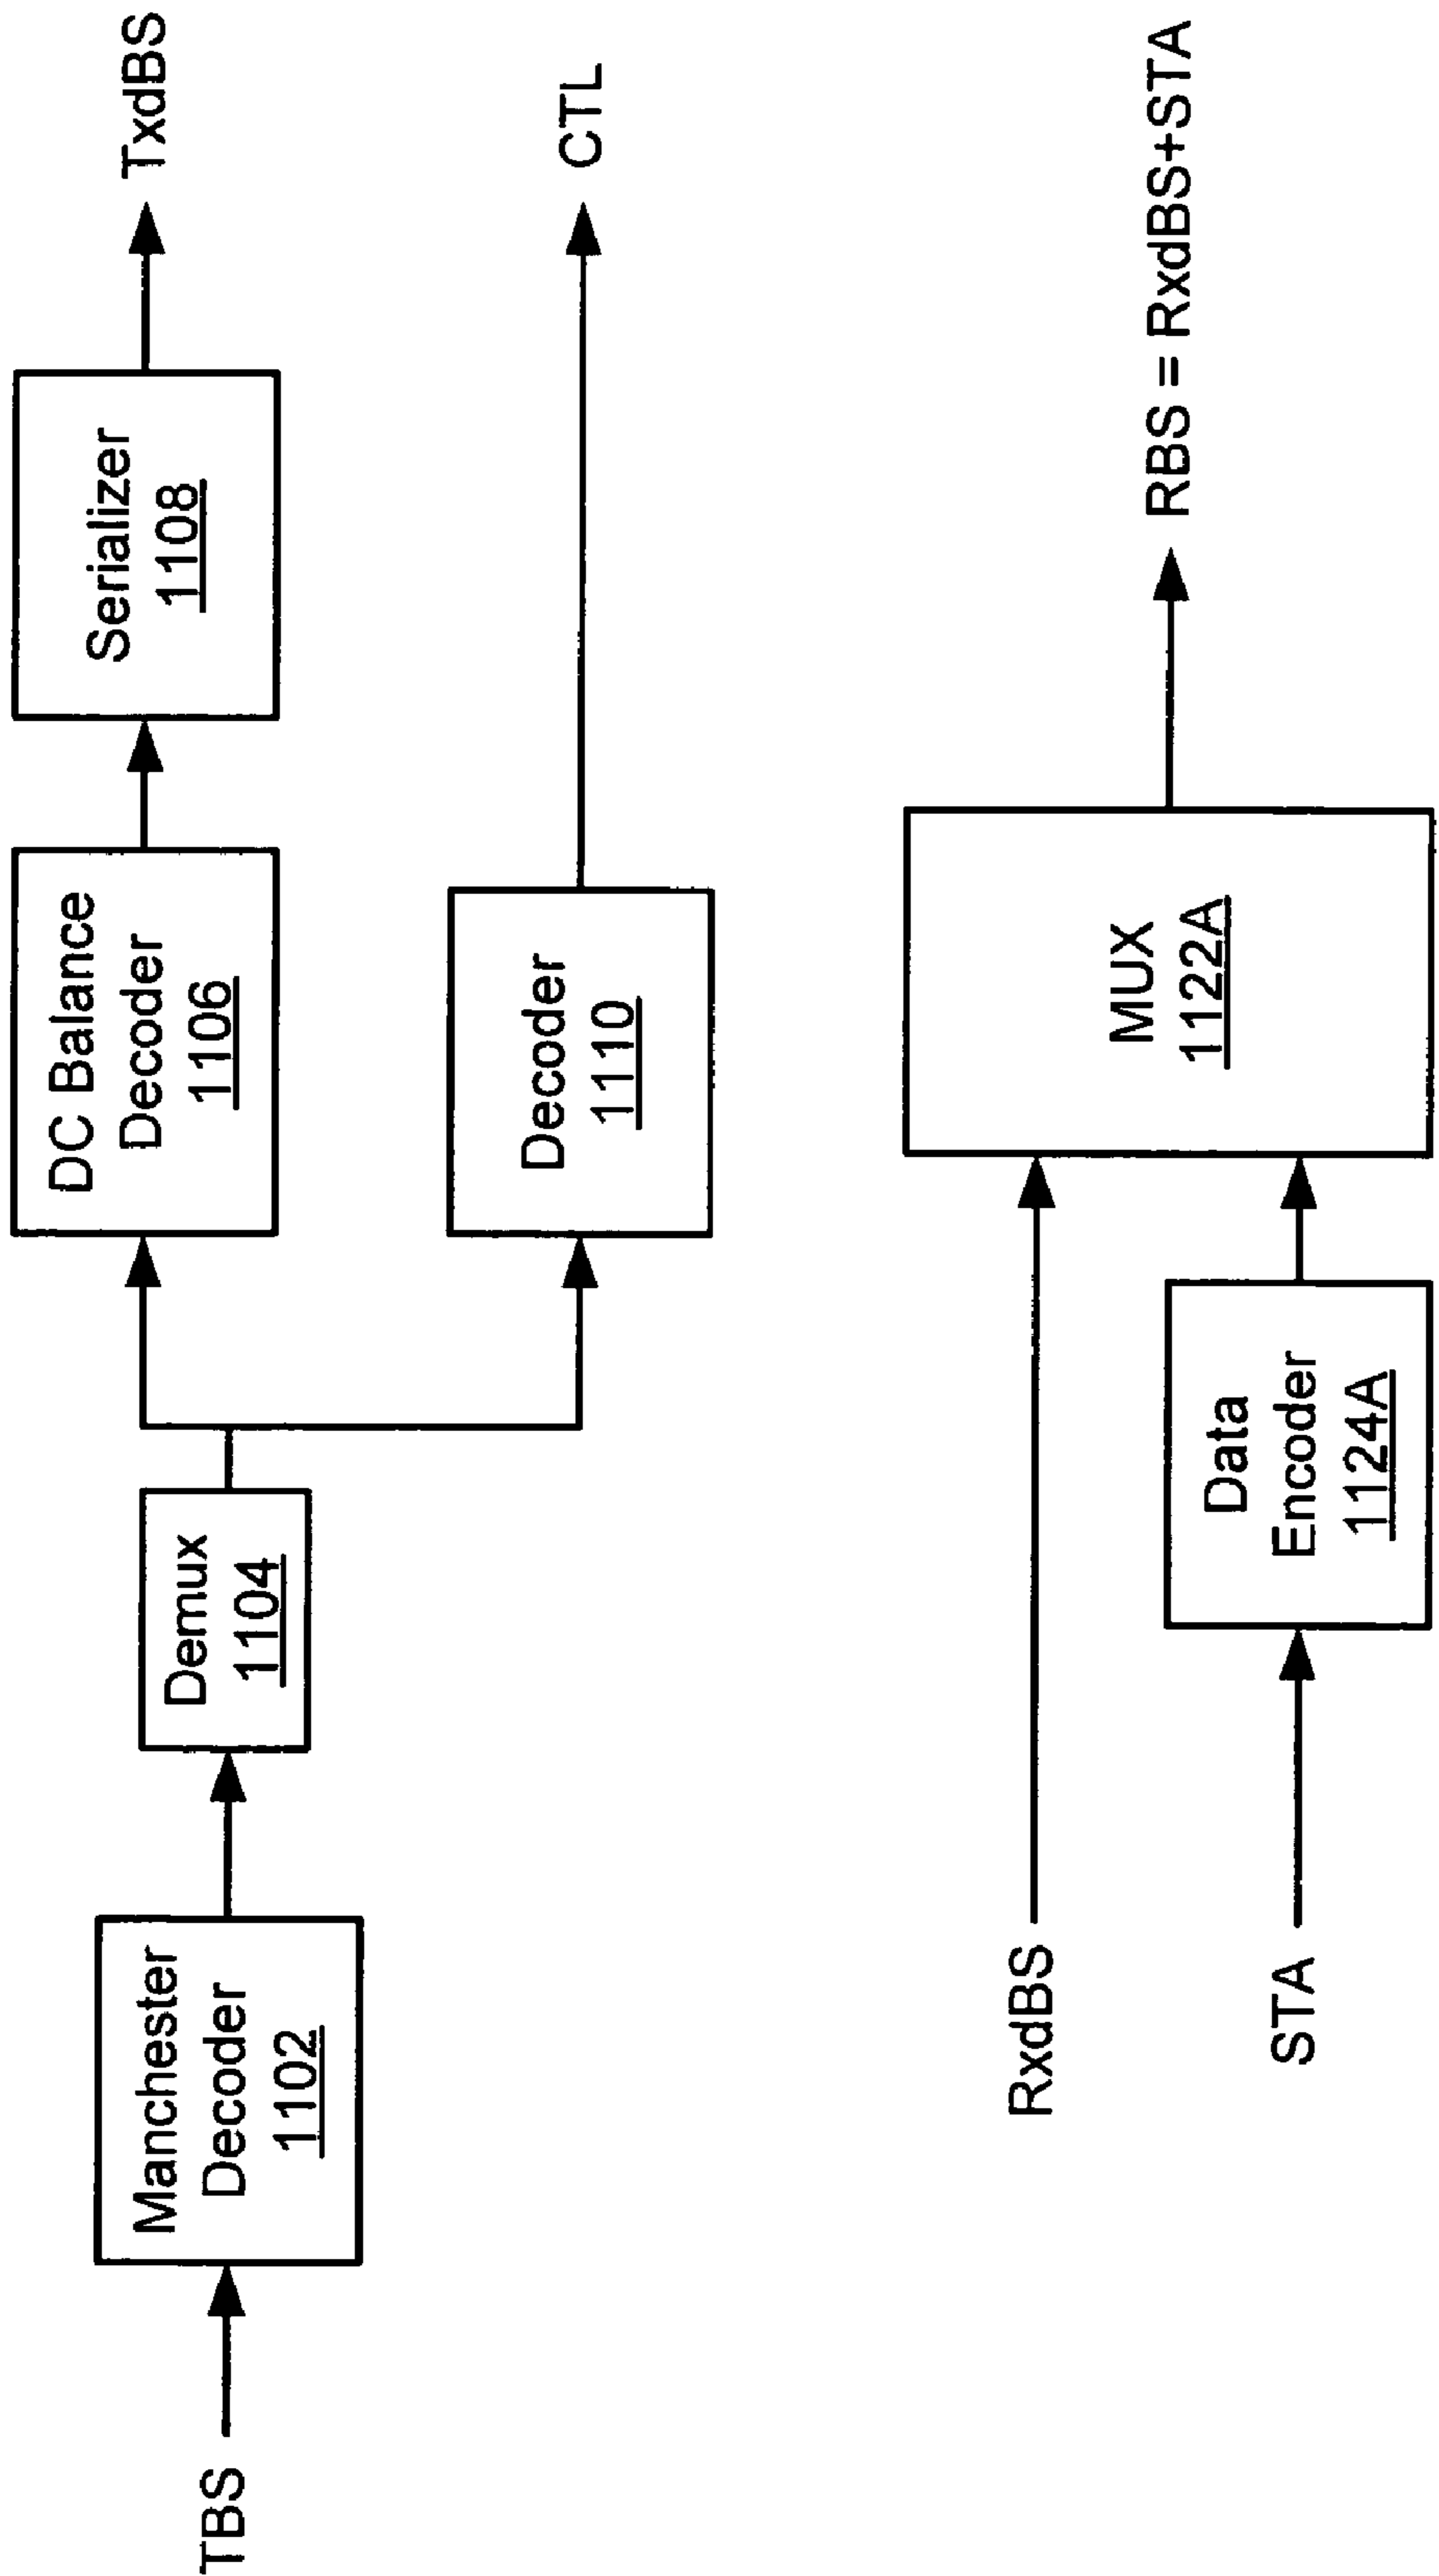 TBS
Manchester
Decoder
1102
Demux
1104
DC Balance
Decoder
1106
Serializer
1108
TxdBS
Decoder
1110
CTL
RxdBS
STA
Data
Encoder
1124A
MUX
1122A
RBS = RxdBS+STA